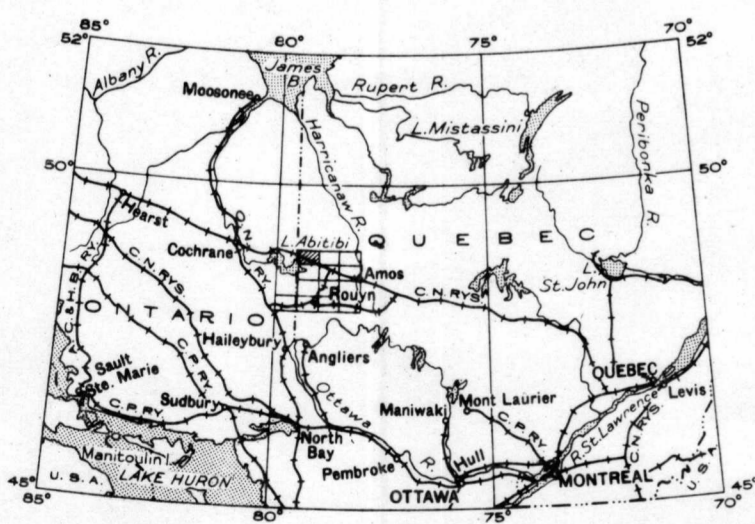 85°
80°
75°
70°
52°
52°
Albany R.
James
B.
Moosonee
Rupert R.
L. Mistassini
Peribonka R.
Harricanaw R.
50°
50°
Hearst
L. Abitibi
QUEBEC
Cochrane
C. N. RYS.
Amos
C. N. RYS.
L.
St. John
Rouyn
ONTARIO
Haileybury
Angliers
C.P.RY.
Sault
Ste. Marie
Sudbury
C.P.RY.
Ottawa
R.
Maniwaki
Mont Laurier
C-P.RY.
QUEBEC
Levis
R. St. Lawrence
C.N.RYS.
North
Bay
Pembroke
Hull
OTTAWA
MONTREAL
Manitoulin I.
LAKE HURON
U.S.A.
U.S.A.
45°
45°
85°
80°
75°
70°